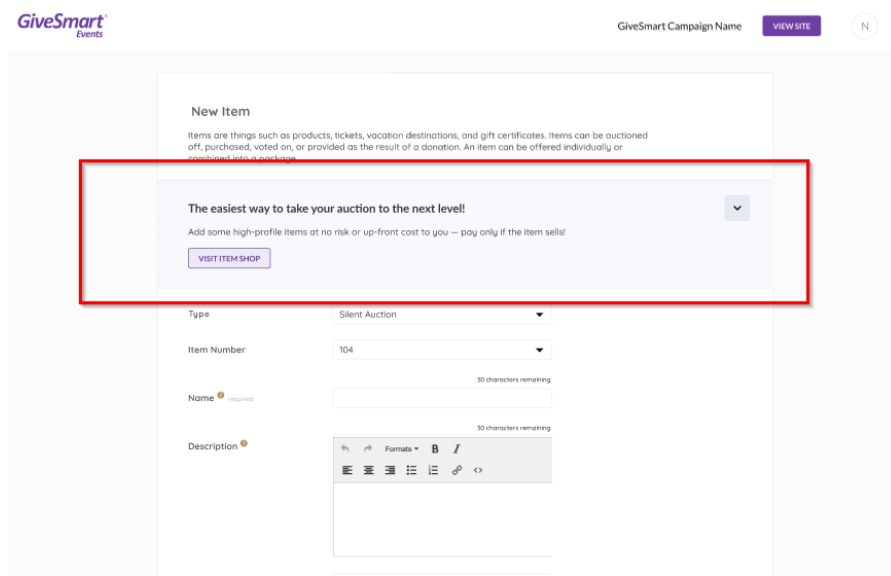 GiveSmart
Events
GiveSmart Campaign Name
VIEW SITE
N
New Item
Items are things such as products, tickets, vacation destinations, and gift certificates. Items can be auctioned
off, purchased, voted on, or provided as the result of a donation. An item can be offered individually or
combined into a package.
The easiest way to take your auction to the next level!
Add some high-profile items at no risk or up-front cost to you — pay only if the item sells!
VISIT ITEM SHOP
Type
Silent Auction
Item Number
104
30 characters remaining
Name ? required
30 characters remaining
Description ?
Formats B I